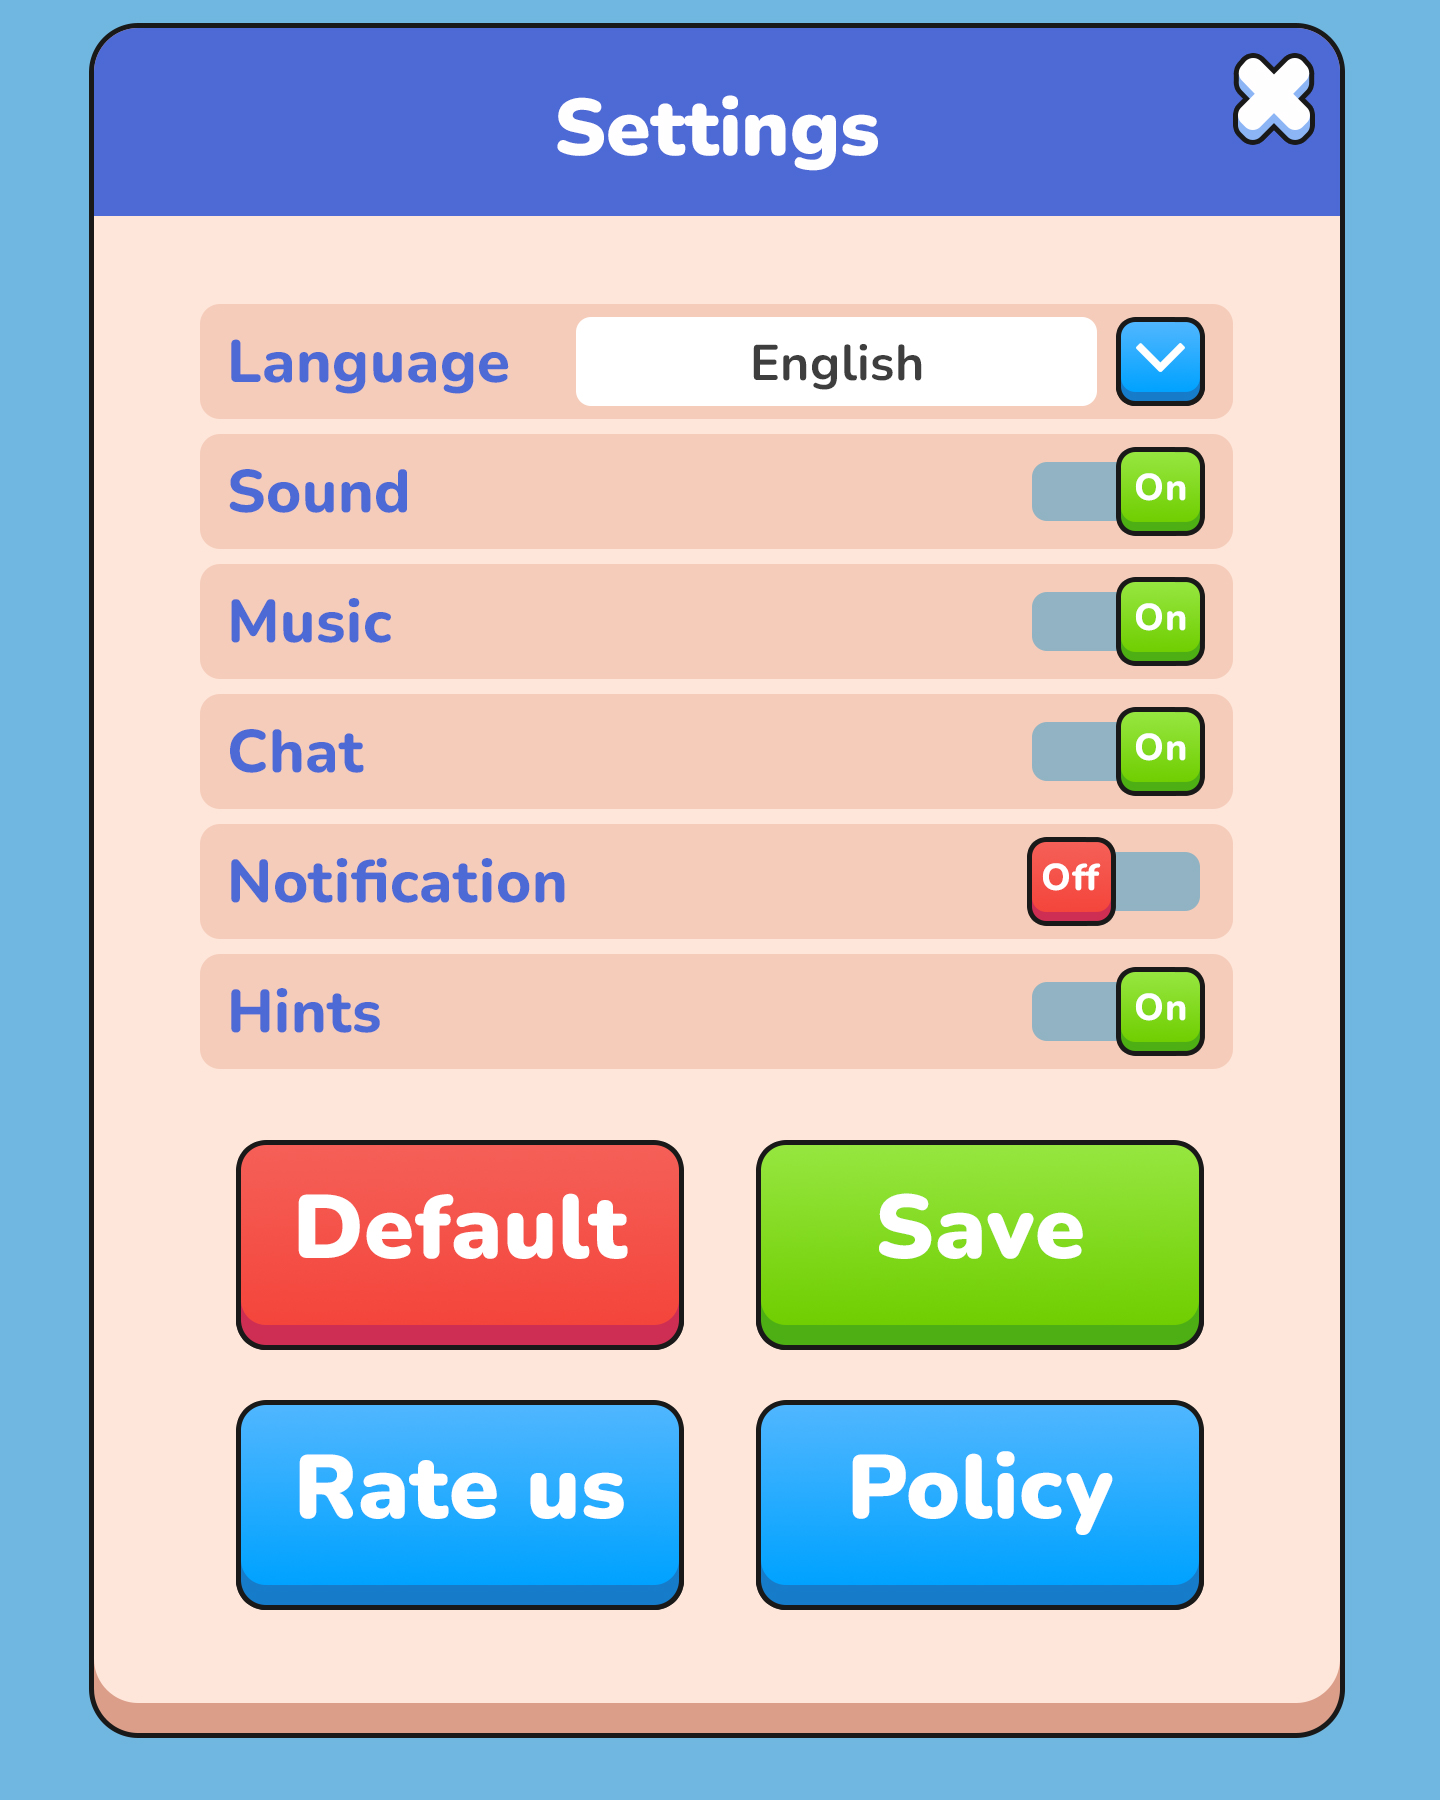 Settings
Language English
Sound On
Music On
Chat On
Notification Off
Hints On
Default Save
Rate us Policy